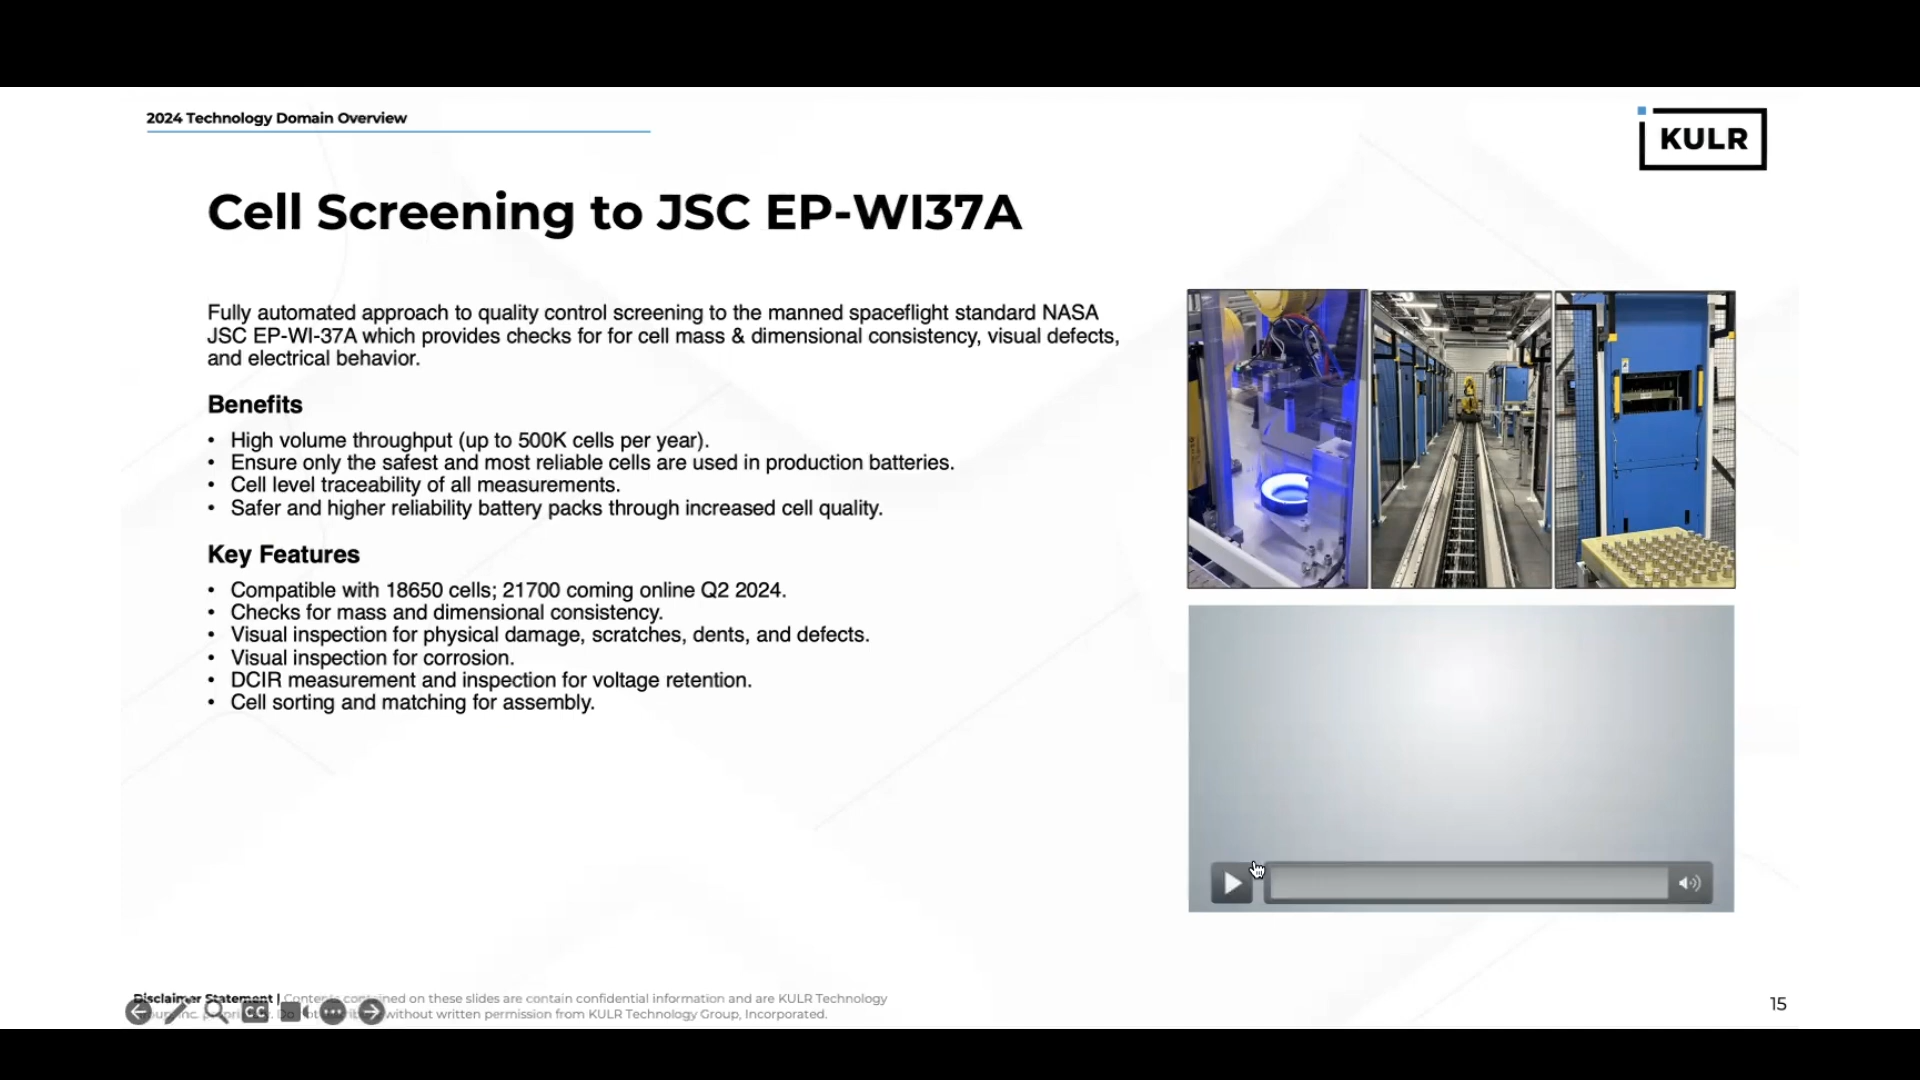 2024 Technology Domain Overview
KULR
Cell Screening to JSC EP-WI37A
Fully automated approach to quality control screening to the manned spaceflight standard NASA
JSC EP-WI-37A which provides checks for for cell mass & dimensional consistency, visual defects,
and electrical behavior.
Benefits
• High volume throughput (up to 500K cells per year).
• Ensure only the safest and most reliable cells are used in production batteries.
• Cell level traceability of all measurements.
• Safer and higher reliability battery packs through increased cell quality.
Key Features
• Compatible with 18650 cells; 21700 coming online Q2 2024.
• Checks for mass and dimensional consistency.
• Visual inspection for physical damage, scratches, dents, and defects.
• Visual inspection for corrosion.
• DCIR measurement and inspection for voltage retention.
• Cell sorting and matching for assembly.
Disclaimer Statement | Contents contained on these slides are contain confidential information and are KULR Technology
without written permission from KULR Technology Group, Incorporated.
CC
15